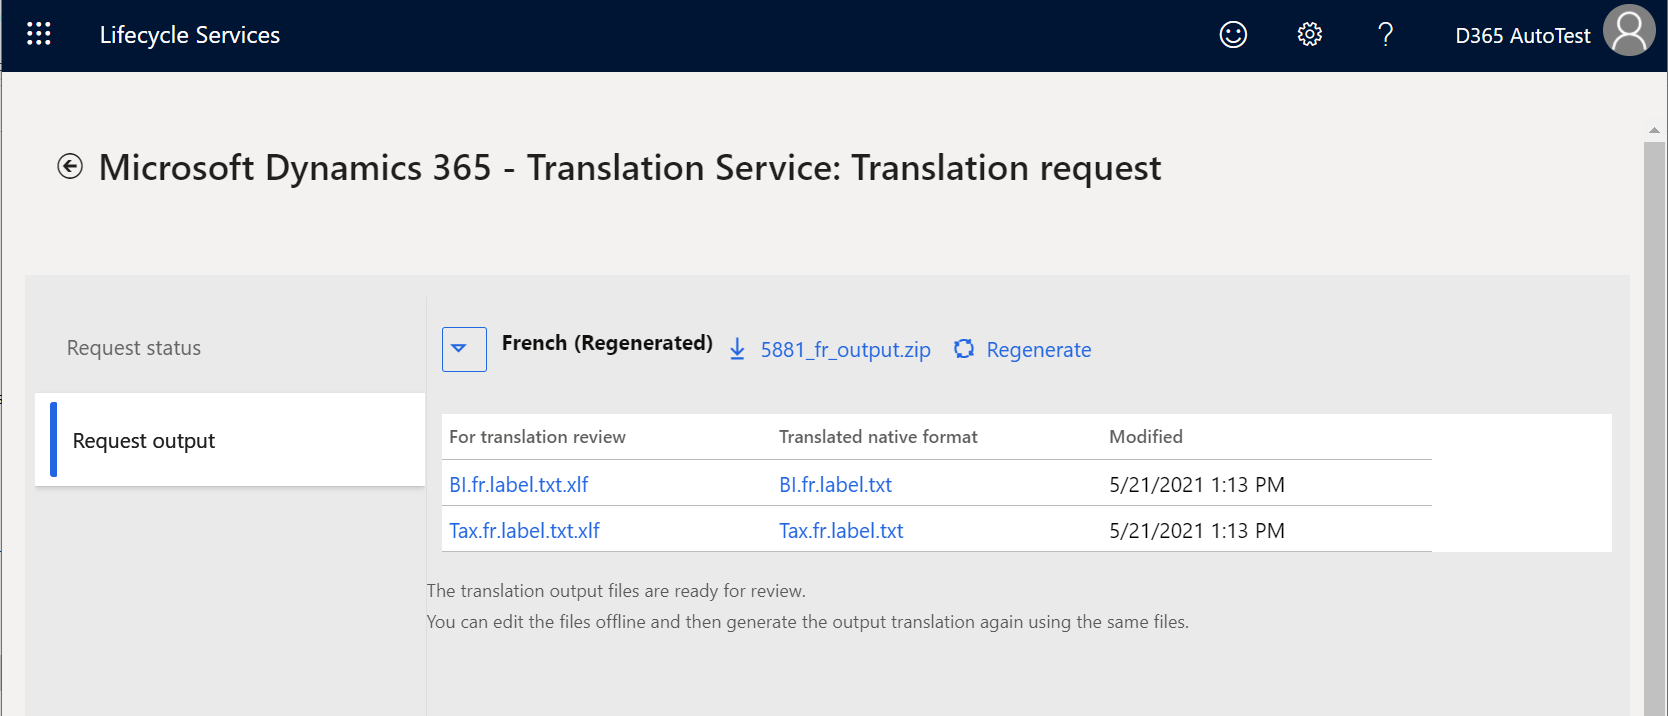 Lifecycle Services
? D365 AutoTest
Microsoft Dynamics 365 - Translation Service: Translation request
Request status
Request output
French (Regenerated) 5881_fr_output.zip Regenerate
For translation review Translated native format Modified
BI.fr.label.txt.xlf BI.fr.label.txt 5/21/2021 1:13 PM
Tax.fr.label.txt.xlf Tax.fr.label.txt 5/21/2021 1:13 PM
The translation output files are ready for review.
You can edit the files offline and then generate the output translation again using the same files.